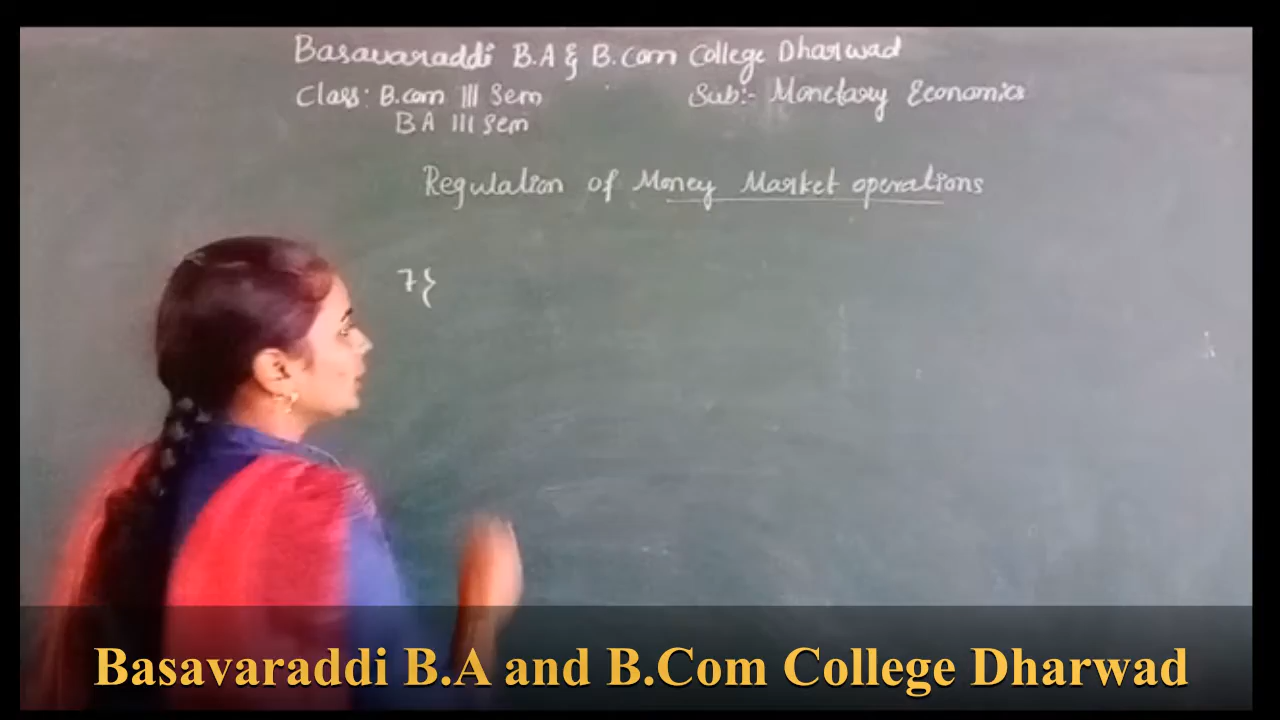 Basavaraddi B.A & B.Com College Dharwad
Class: B.com III Sem Sub:- Monetary Economics
BA III Sem
Regulation of Money Market operations
7}
Basavaraddi B.A and B.Com College Dharwad